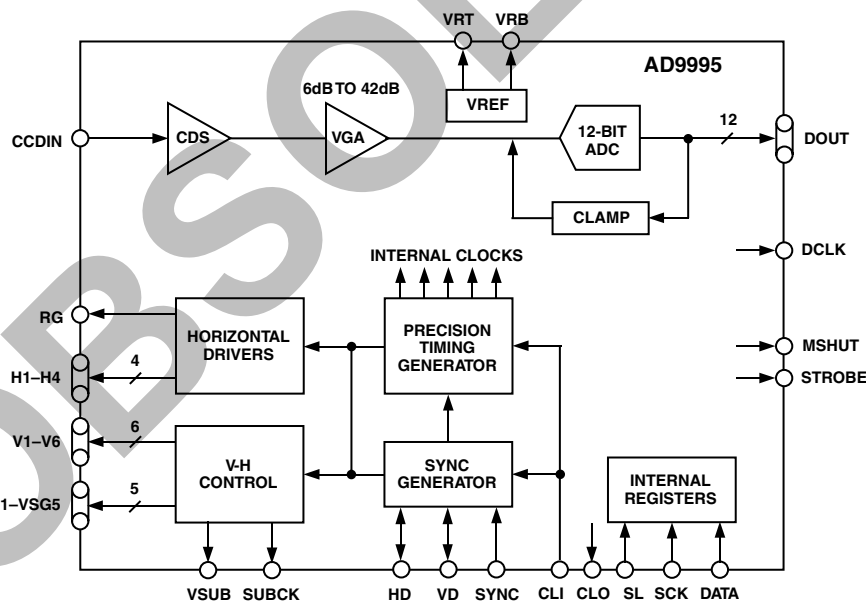 VRT VRB
AD9995
6dB TO 42dB
VREF
CCDIN
CDS
VGA
12-BIT
ADC
12
DOUT
CLAMP
INTERNAL CLOCKS
DCLK
RG
HORIZONTAL
DRIVERS
PRECISION
TIMING
GENERATOR
MSHUT
H1–H4
4
STROBE
V1–V6
6
V-H
CONTROL
SYNC
GENERATOR
INTERNAL
REGISTERS
1–VSG5
5
VSUB SUBCK HD VD SYNC CLI CLO SL SCK DATA